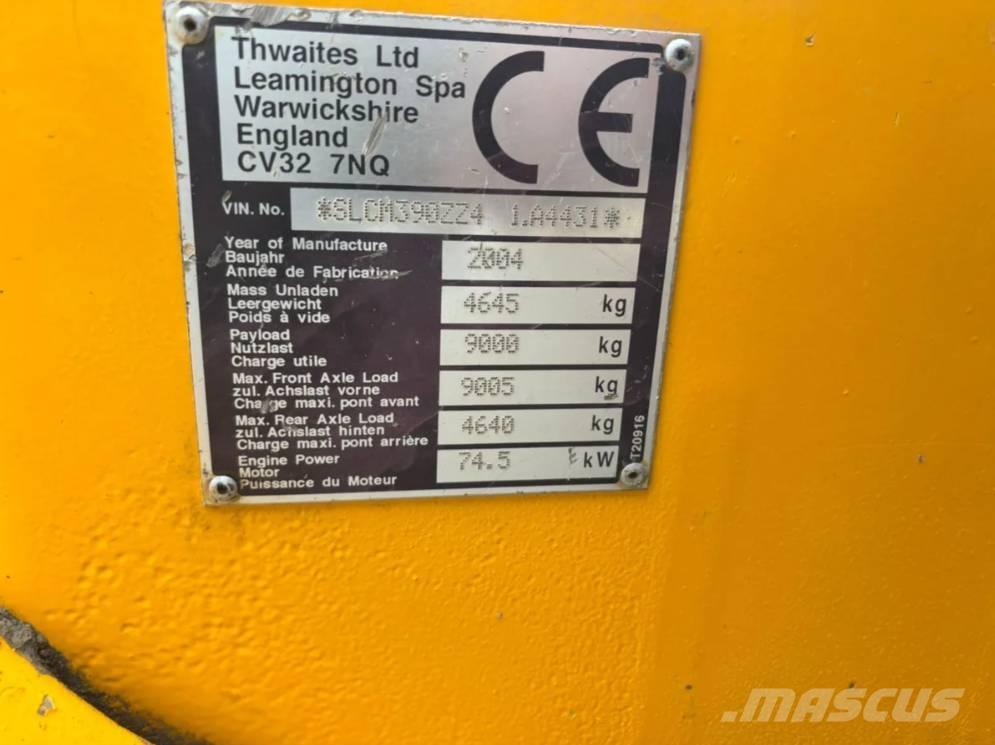 Thwaites Ltd
Leamington Spa
Warwickshire
England
CV32 7NQ
CE
VIN. No. *SLCM390ZZ4 1.A4431*
Year of Manufacture
Baujahr
Année de Fabrication
2004
Mass Unladen
Leergewicht
Poids à vide
4645 kg
Payload
Nutzlast
Charge utile
9000 kg
Max. Front Axle Load
zul. Achslast vorne
Charge maxi. pont avant
9005 kg
Max. Rear Axle Load
zul. Achslast hinten
Charge maxi. pont arrière
4640 kg
Engine Power
Motor
Puissance du Moteur
74.5 kW
T20916
MASCUS